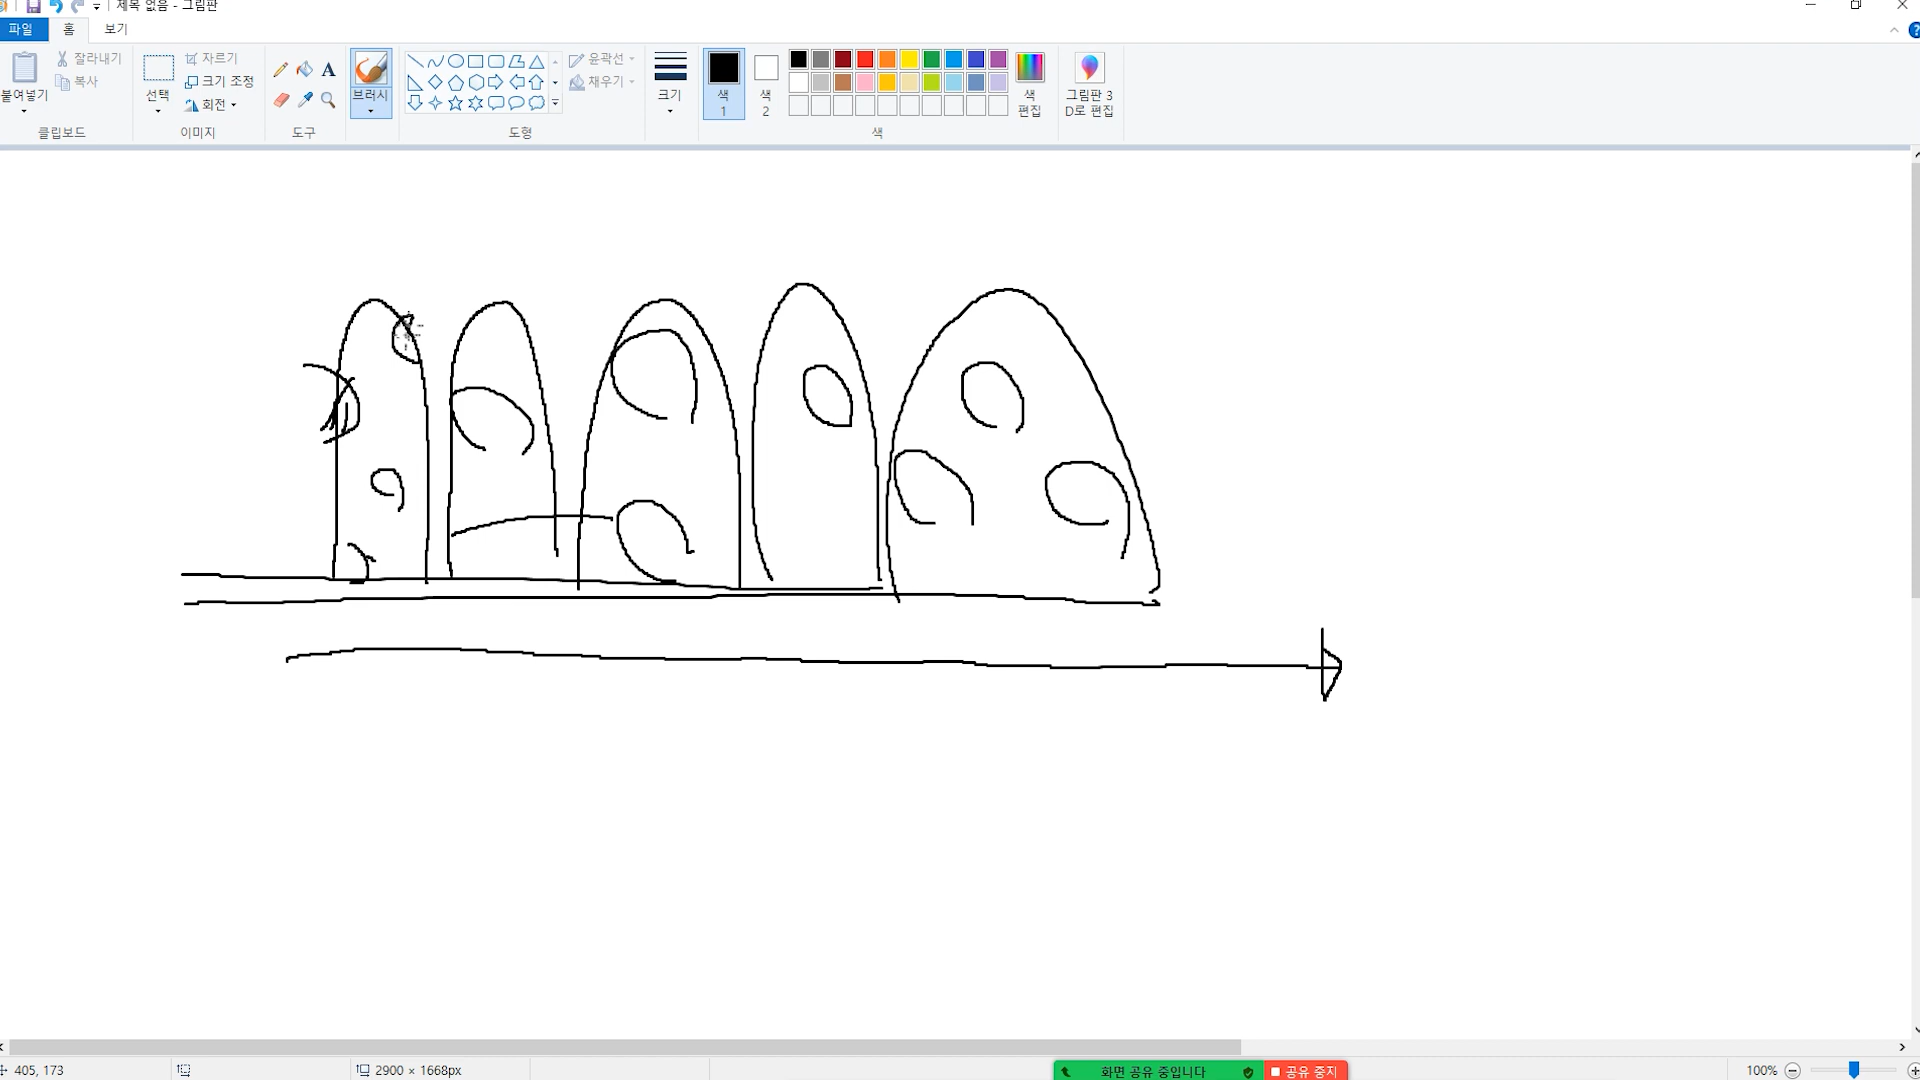 제목 없음 - 그림판
파일 홈 보기
붙여넣기
잘라내기
복사
클립보드
선택
자르기
크기 조정
회전
이미지
A
도구
브러시
윤곽선
채우기
도형
크기
색
1
색
2
색
편집
색
그림판 3
D로 편집
405, 173
2900 × 1668px
화면 공유 중입니다
공유 중지
100%